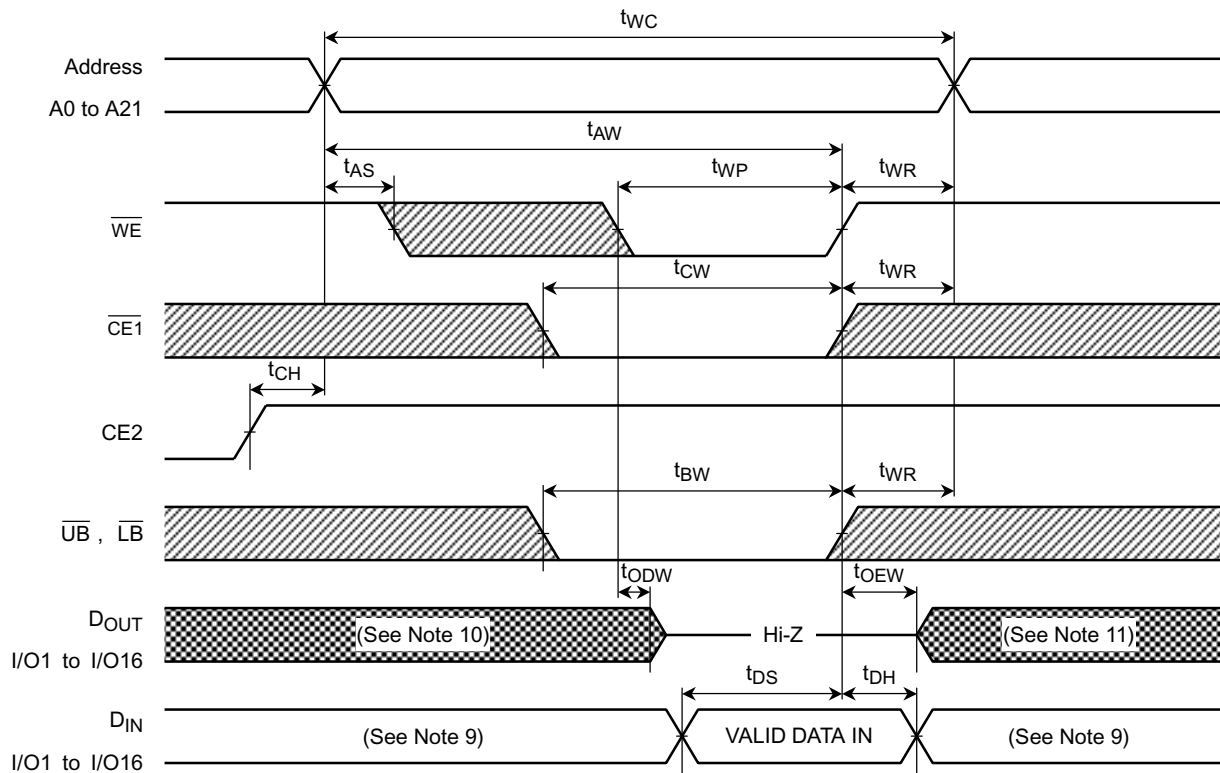 tWC
Address
A0 to A21
tAW
tAS
tWP
tWR
WE
tCW
tWR
CE1
tCH
CE2
tBW
tWR
UB , LB
tODW
tOEW
DOUT
(See Note 10)
Hi-Z
(See Note 11)
I/O1 to I/O16
tDS
tDH
DIN
(See Note 9)
VALID DATA IN
(See Note 9)
I/O1 to I/O16